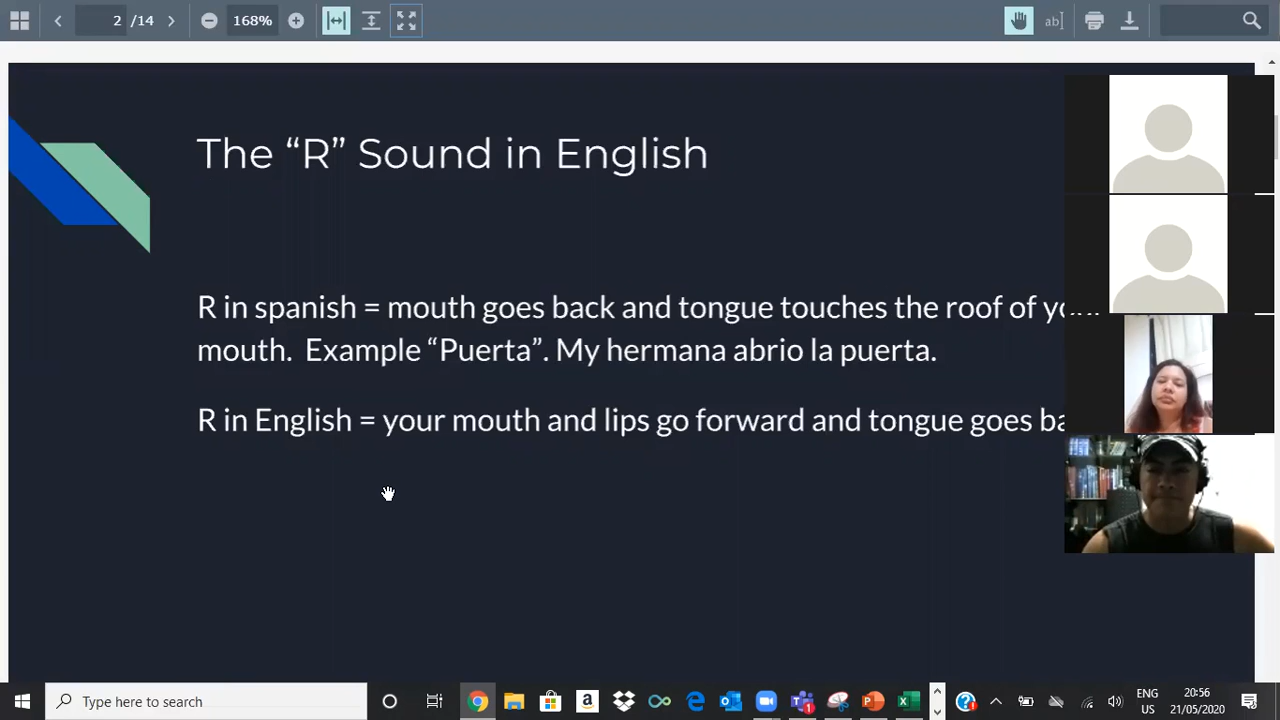 2 /14 168% ab|
The “R” Sound in English
R in spanish = mouth goes back and tongue touches the roof of
mouth. Example “Puerta”. My hermana abrio la puerta.
R in English = your mouth and lips go forward and tongue goes
Type here to search
ENG 20:56
US 21/05/2020